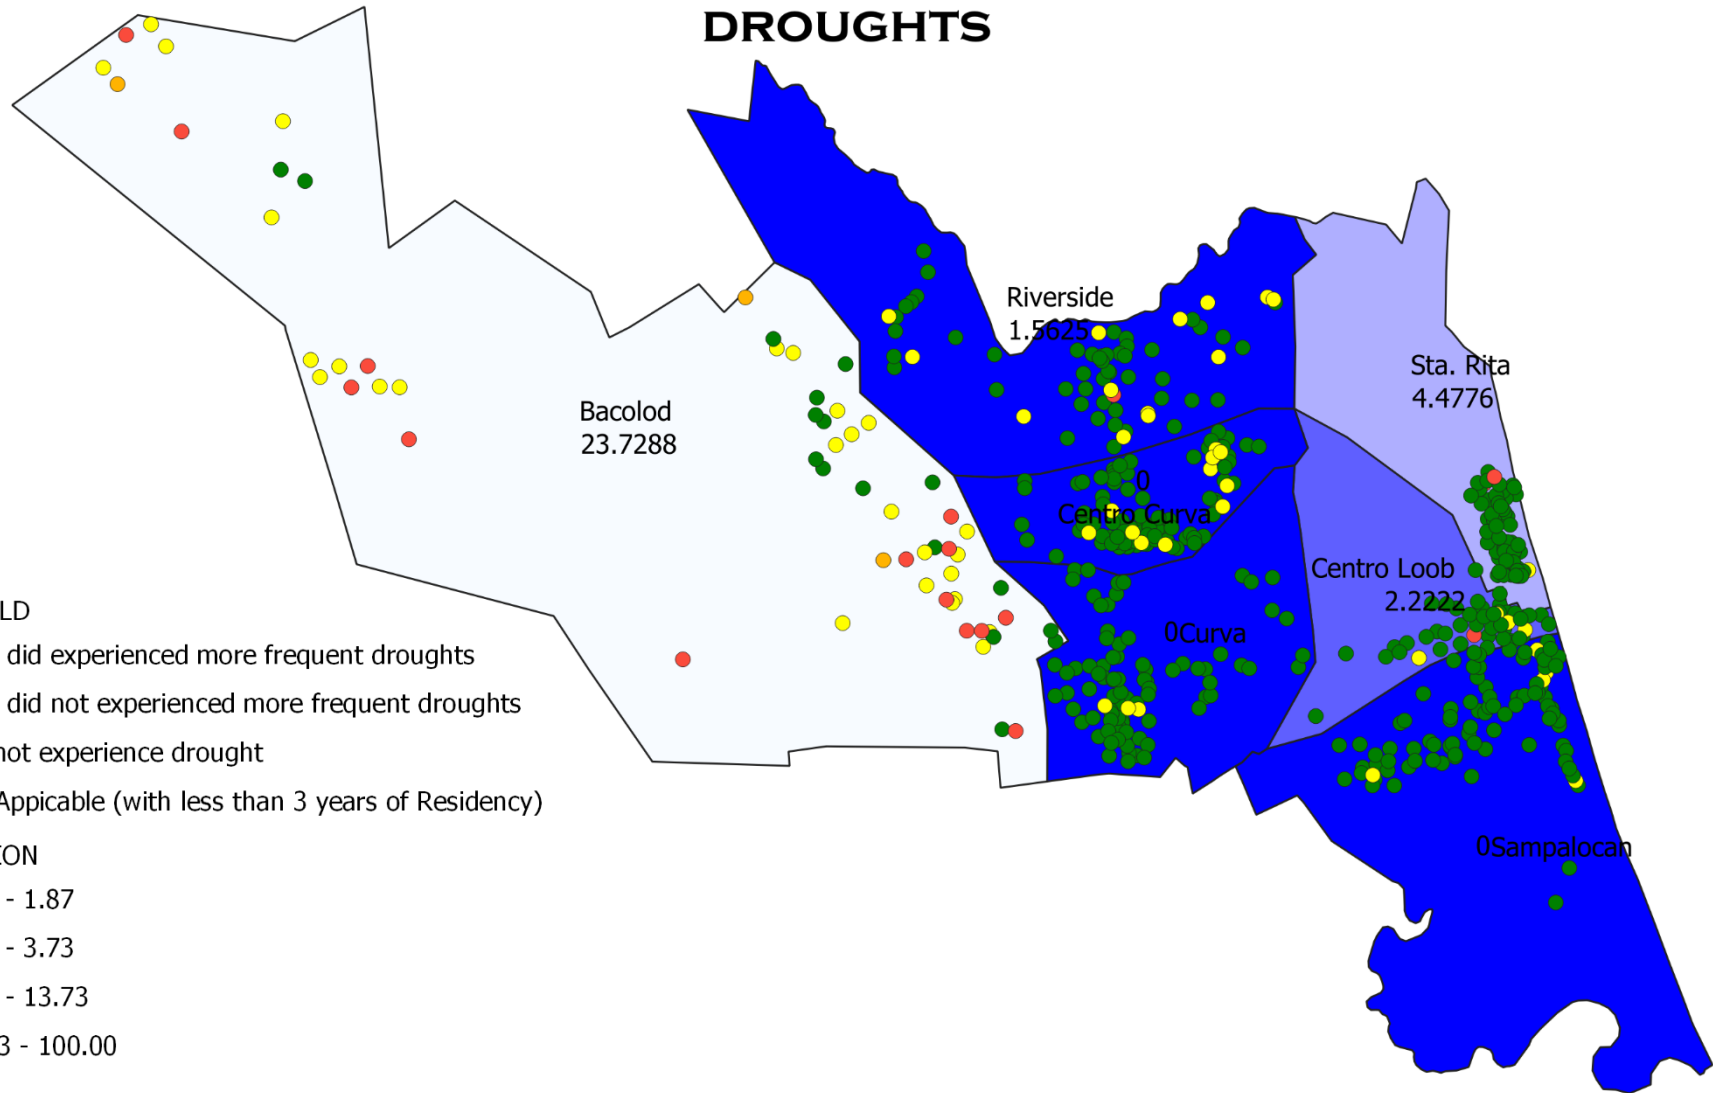 DROUGHTS
Riverside
1.5625
Sta. Rita
4.4776
Bacolod
23.7288
0
Centro Curva
Centro Loob
2.2222
0Curva
0Sampalocan
LD
did experienced more frequent droughts
did not experienced more frequent droughts
not experience drought
Appicable (with less than 3 years of Residency)
ON
- 1.87
- 3.73
- 13.73
3 - 100.00